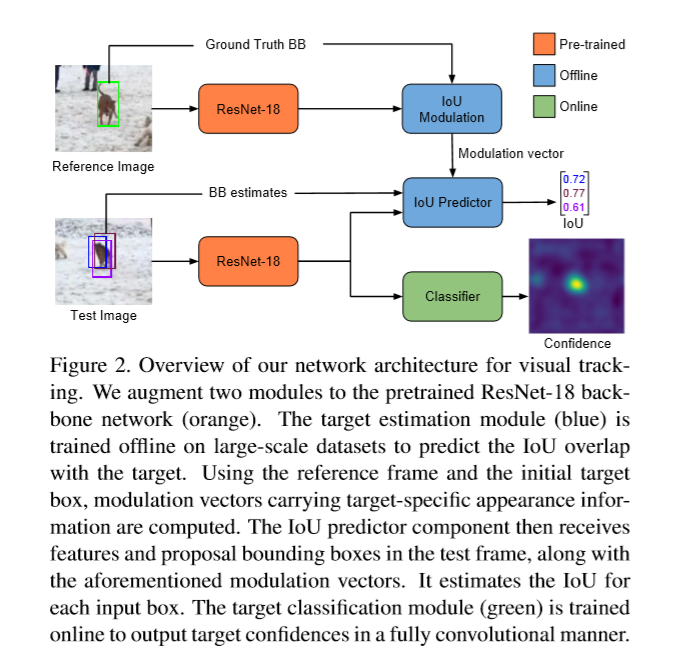 Ground Truth BB
Pre-trained
ResNet-18
IoU
Modulation
Offline
Online
Reference Image
Modulation vector
BB estimates
IoU Predictor
0.72
0.77
0.61
IoU
ResNet-18
Classifier
Test Image
Confidence
Figure 2. Overview of our network architecture for visual track-
ing. We augment two modules to the pretrained ResNet-18 back-
bone network (orange). The target estimation module (blue) is
trained offline on large-scale datasets to predict the IoU overlap
with the target. Using the reference frame and the initial target
box, modulation vectors carrying target-specific appearance infor-
mation are computed. The IoU predictor component then receives
features and proposal bounding boxes in the test frame, along with
the aforementioned modulation vectors. It estimates the IoU for
each input box. The target classification module (green) is trained
online to output target confidences in a fully convolutional manner.